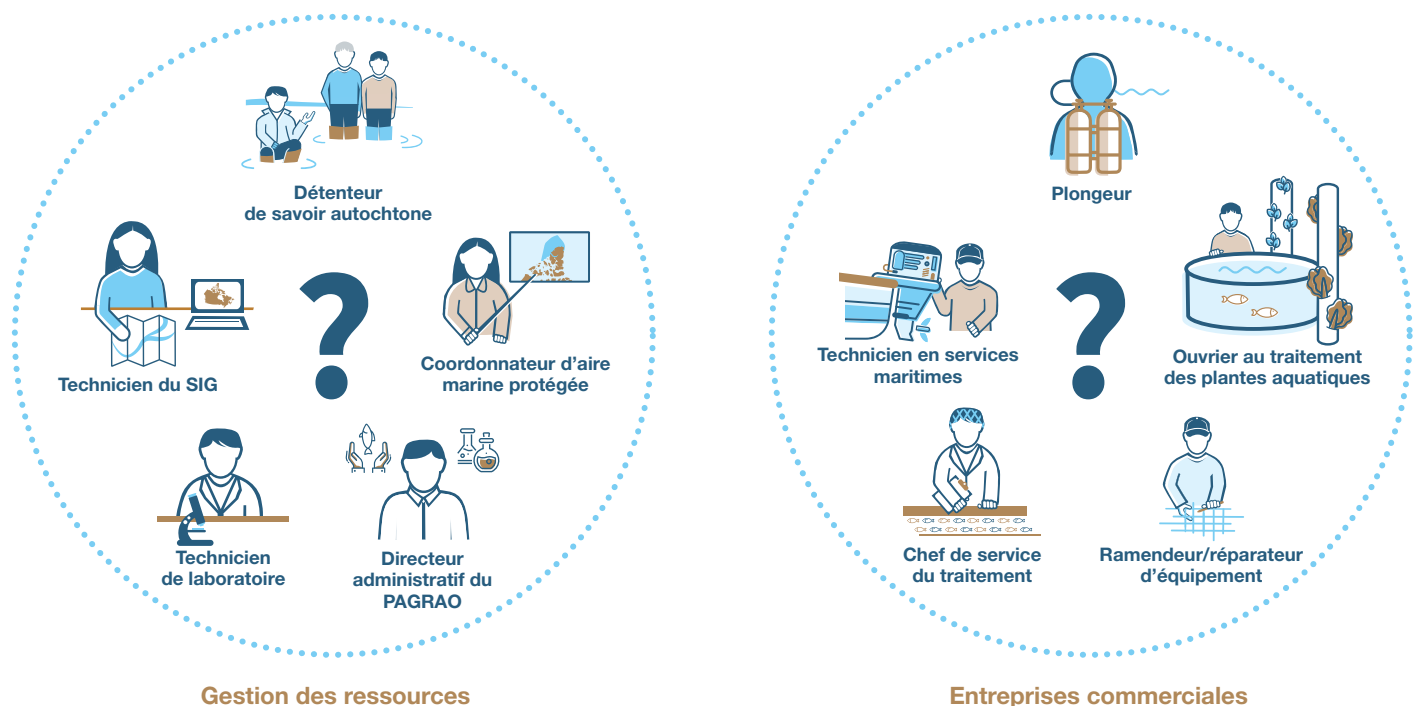 Détenteur
de savoir autochtone
Technicien du SIG
?
Coordonnateur d'aire
marine protégée
Technicien
de laboratoire
Directeur
administratif du
PAGRAO
Gestion des ressources
Plongeur
Technicien en services
maritimes
?
Ouvrier au traitement
des plantes aquatiques
Chef de service
du traitement
Ramendeur/réparateur
d'équipement
Entreprises commerciales